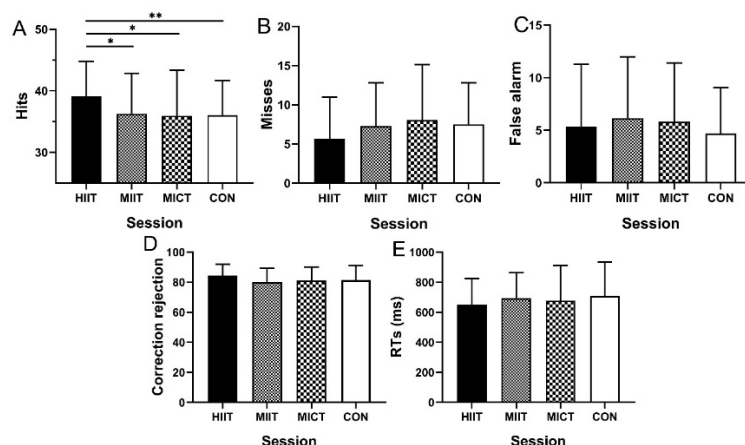 A
Hits
50
40
30
**
*
*
HIIT MIIT MICT CON
Session
B
Misses
20
15
10
5
0
HIIT MIIT MICT CON
Session
C
False alarm
15
10
5
0
HIIT MIIT MICT CON
Session
D
Correction rejection
100
80
60
40
20
0
HIIT MIIT MICT CON
Session
E
RTs (ms)
1000
800
600
400
200
0
HIIT MIIT MICT CON
Session